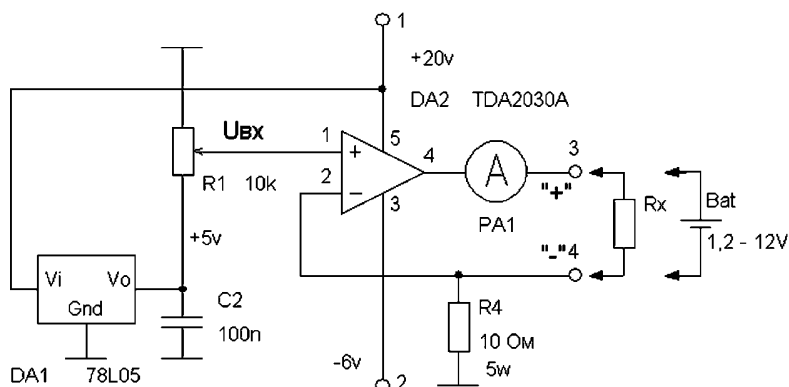 1
+20v
DA2 TDA2030A
UBX
1
5
+
4
A
3
2
−
3
"+"
R1 10k
PA1
Rx
Bat
1,2 - 12V
+5v
"-"
4
Vi Vo
Gnd
C2
100n
R4
10 Ом
5w
-6v
DA1 78L05
2